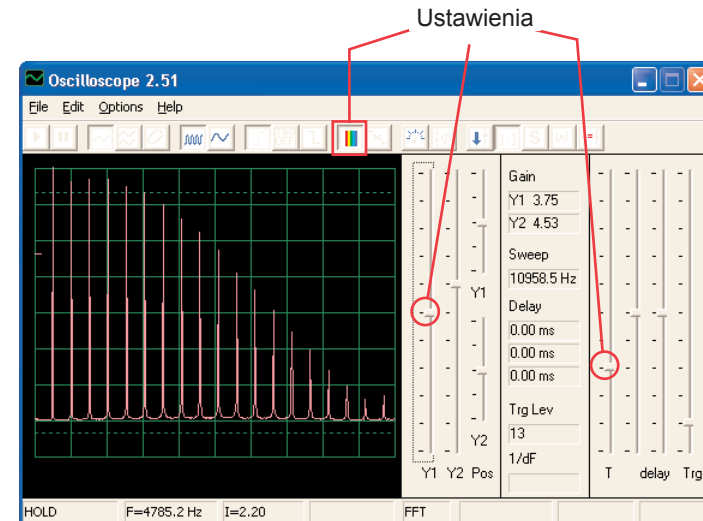 Ustawienia
Oscilloscope 2.51
File Edit Options Help
Gain
Y1 3.75
Y2 4.53
Sweep
10958.5 Hz
Delay
0.00 ms
0.00 ms
0.00 ms
Trg Lev
13
1/dF
Y1
Y2
Y1 Y2 Pos
T delay Trg
HOLD F=4785.2 Hz I=2.20 FFT